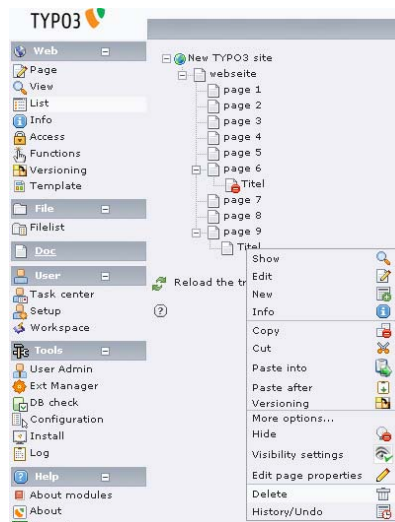 TYPO3
Web
Page
View
List
Info
Access
Functions
Versioning
Template
File
Filelist
Doc
User
Task center
Setup
Workspace
Tools
User Admin
Ext Manager
DB check
Configuration
Install
Log
Help
About modules
About
New TYPO3 site
webseite
page 1
page 2
page 3
page 4
page 5
page 6
Titel
page 7
page 8
page 9
Titel
Reload the tr
Show
Edit
New
Info
Copy
Cut
Paste into
Paste after
Versioning
More options...
Hide
Visibility settings
Edit page properties
Delete
History/Undo